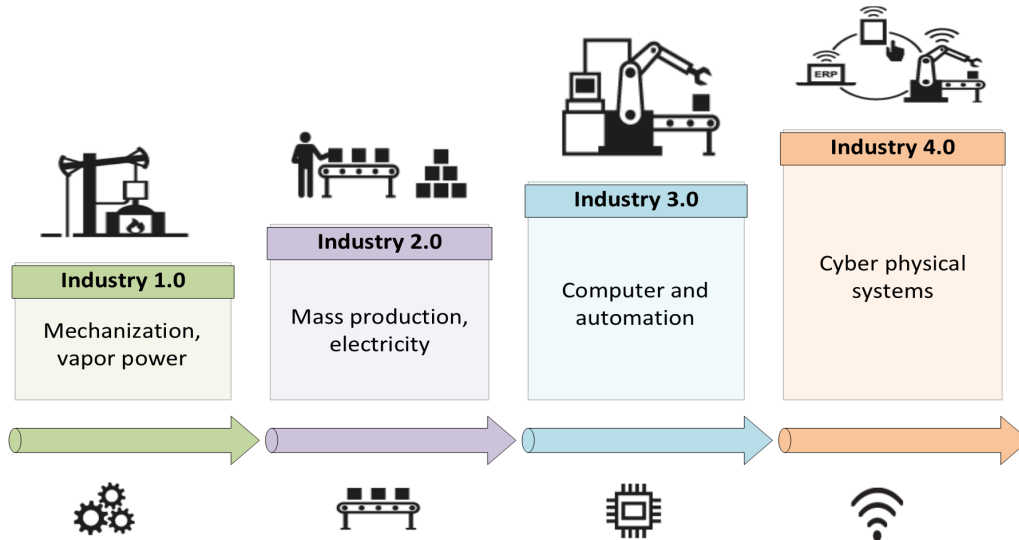 ERP
Industry 4.0
Industry 3.0
Industry 2.0
Industry 1.0
Mechanization,
vapor power
Mass production,
electricity
Computer and
automation
Cyber physical
systems